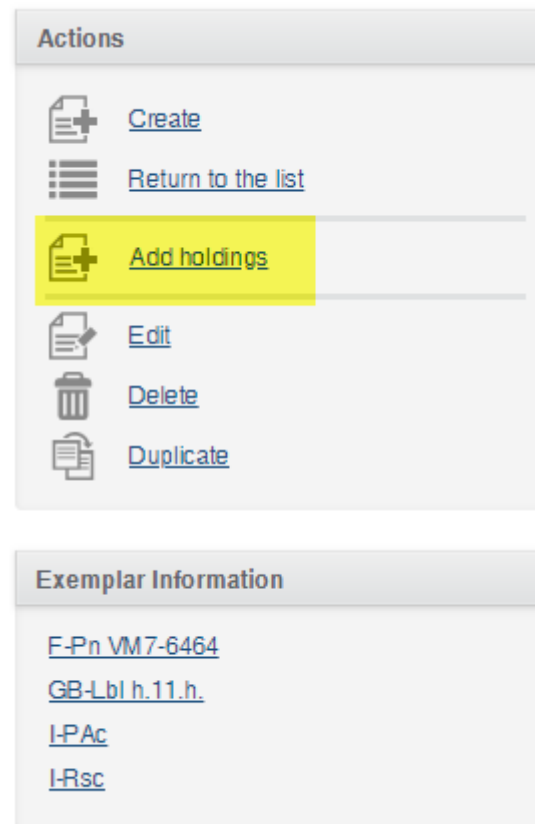 Actions
Create
Return to the list
Add holdings
Edit
Delete
Duplicate
Exemplar Information
F-Pn VM7-6464
GB-Lbl h.11.h.
I-PAc
I-Rsc